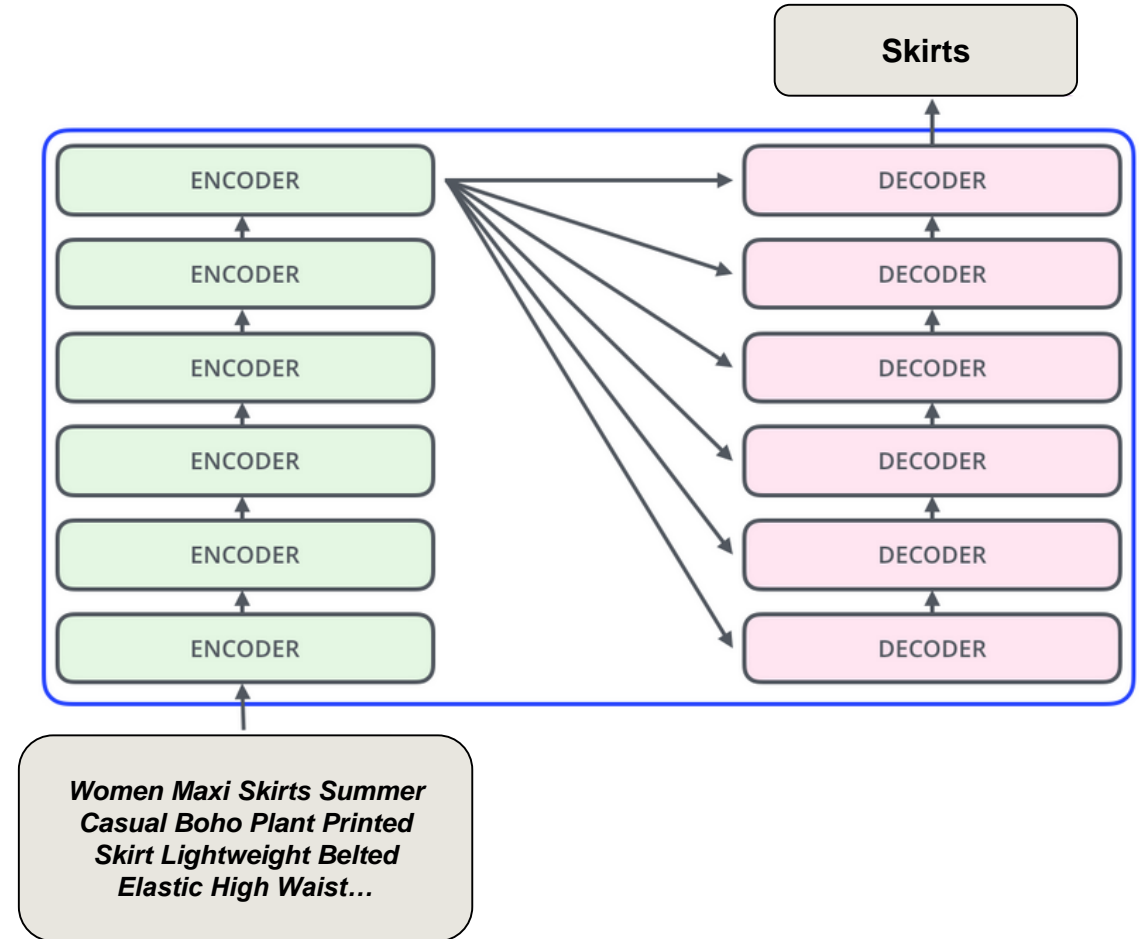 Skirts
ENCODER
DECODER
ENCODER
DECODER
ENCODER
DECODER
ENCODER
DECODER
ENCODER
DECODER
ENCODER
DECODER
Women Maxi Skirts Summer
Casual Boho Plant Printed
Skirt Lightweight Belted
Elastic High Waist…